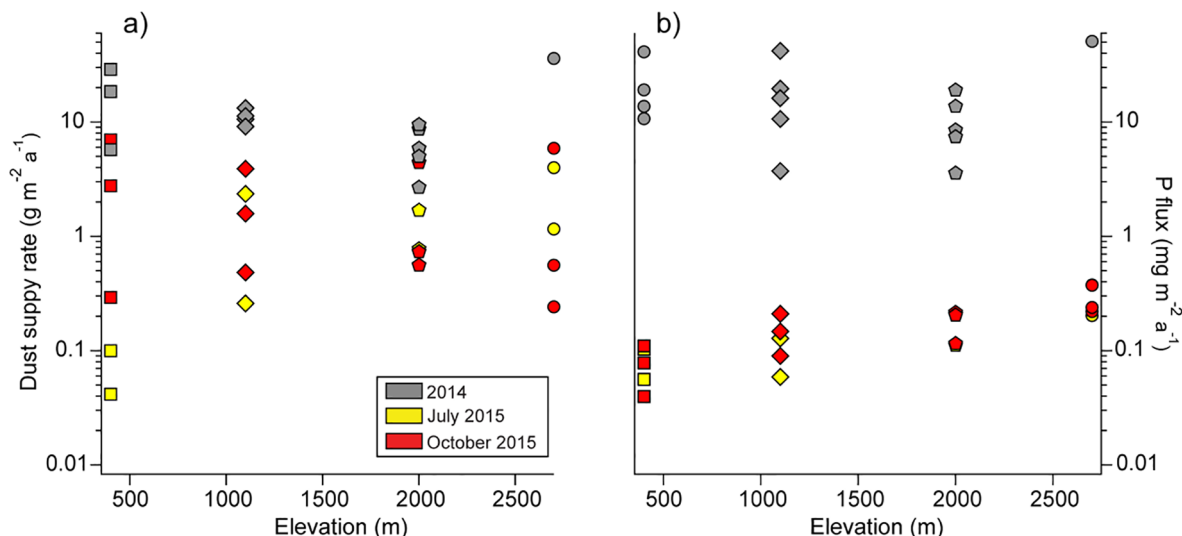 a)
b)
10
1
0.1
0.01
Dust suppy rate (g m⁻² a⁻¹)
2014
July 2015
October 2015
500 1000 1500 2000 2500
Elevation (m)
10
1
0.1
0.01
P flux (mg m⁻² a⁻¹)
500 1000 1500 2000 2500
Elevation (m)